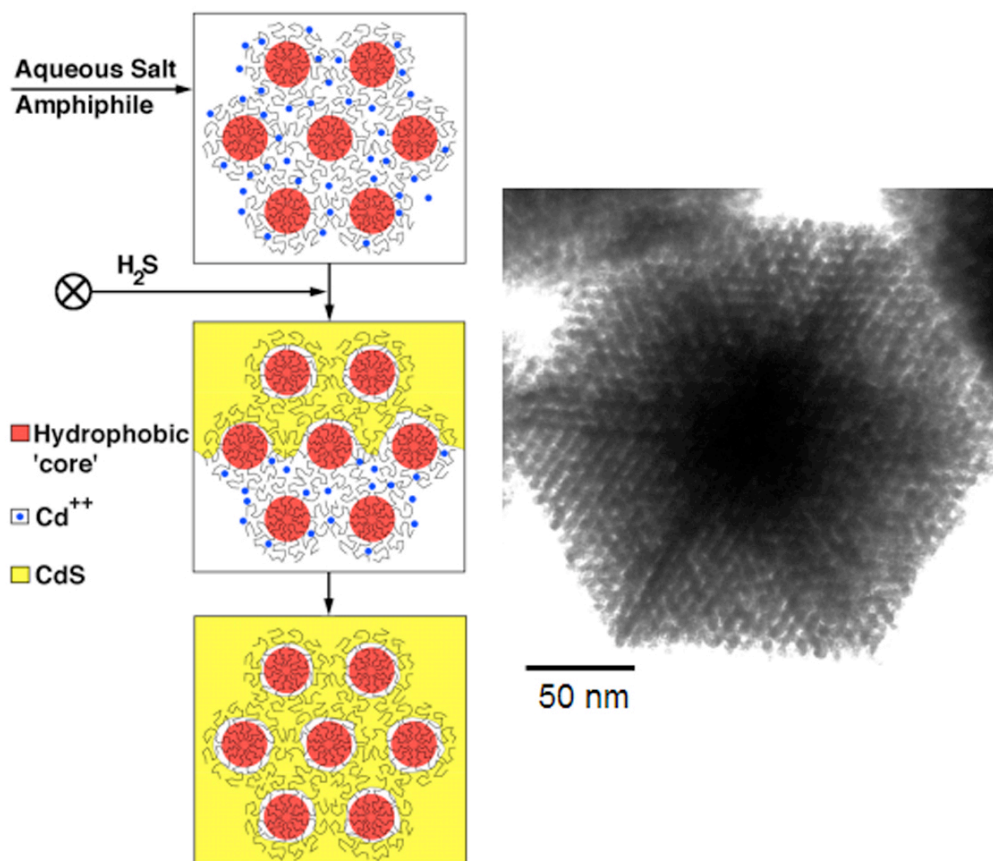 Aqueous Salt
Amphiphile
H₂S
Hydrophobic
'core'
Cd⁺⁺
CdS
50 nm